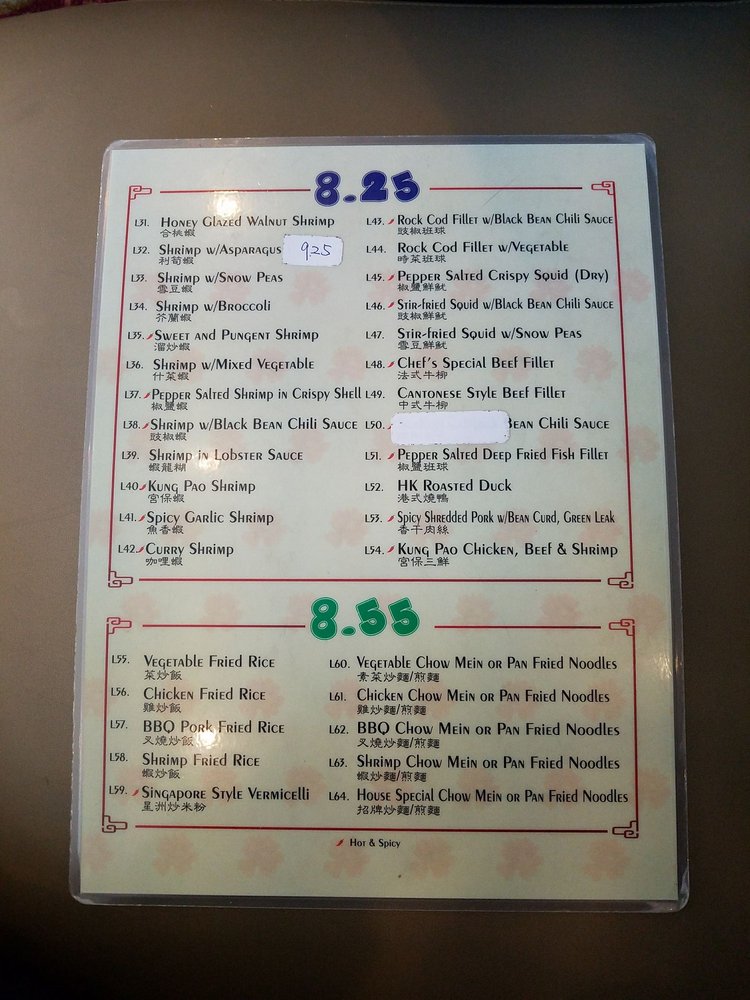 8.25
L31. Honey Glazed Walnut Shrimp
合桃蝦
L32. Shrimp w/Asparagus 9.25
利筍蝦
L33. Shrimp w/Snow Peas
雪豆蝦
L34. Shrimp w/Broccoli
芥蘭蝦
L35. Sweet and Pungent Shrimp
溜炒蝦
L36. Shrimp w/Mixed Vegetable
什菜蝦
L37. Pepper Salted Shrimp in Crispy Shell
椒鹽蝦
L38. Shrimp w/Black Bean Chili Sauce
豉椒蝦
L39. Shrimp in Lobster Sauce
蝦龍糊
L40. Kung Pao Shrimp
宮保蝦
L41. Spicy Garlic Shrimp
魚香蝦
L42. Curry Shrimp
咖哩蝦
L43. Rock Cod Fillet w/Black Bean Chili Sauce
豉椒班球
L44. Rock Cod Fillet w/Vegetable
時菜班球
L45. Pepper Salted Crispy Squid (Dry)
椒鹽鮮魷
L46. Stir-fried Squid w/Black Bean Chili Sauce
豉椒鮮魷
L47. Stir-fried Squid w/Snow Peas
雪豆鮮魷
L48. Chef's Special Beef Fillet
法式牛柳
L49. Cantonese Style Beef Fillet
中式牛柳
L50. Bean Chili Sauce
L51. Pepper Salted Deep Fried Fish Fillet
椒鹽班球
L52. HK Roasted Duck
港式燒鴨
L53. Spicy Shredded Pork w/Bean Curd, Green Leak
香干肉絲
L54. Kung Pao Chicken, Beef & Shrimp
宮保三鮮
8.55
L55. Vegetable Fried Rice
菜炒飯
L56. Chicken Fried Rice
雞炒飯
L57. BBQ Pork Fried Rice
叉燒炒飯
L58. Shrimp Fried Rice
蝦炒飯
L59. Singapore Style Vermicelli
星洲炒米粉
L60. Vegetable Chow Mein or Pan Fried Noodles
素菜炒麵/煎麵
L61. Chicken Chow Mein or Pan Fried Noodles
雞炒麵/煎麵
L62. BBQ Chow Mein or Pan Fried Noodles
叉燒炒麵/煎麵
L63. Shrimp Chow Mein or Pan Fried Noodles
蝦炒麵/煎麵
L64. House Special Chow Mein or Pan Fried Noodles
招牌炒麵/煎麵
Hot & Spicy